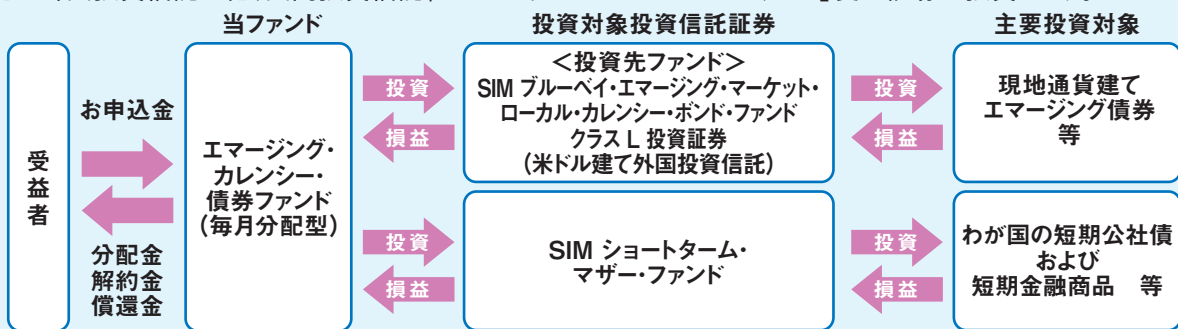 当ファンド
投資対象投資信託証券
主要投資対象
受益者
お申込金
分配金
解約金
償還金
エマージング・
カレンシー・
債券ファンド
(毎月分配型)
投資
損益
<投資先ファンド>
SIM ブルーベイ・エマージング・マーケット・
ローカル・カレンシー・ボンド・ファンド
クラス L 投資証券
(米ドル建て外国投資信託)
投資
損益
現地通貨建て
エマージング債券
等
投資
損益
SIM ショートターム・
マザー・ファンド
投資
損益
わが国の短期公社債
および
短期金融商品 等